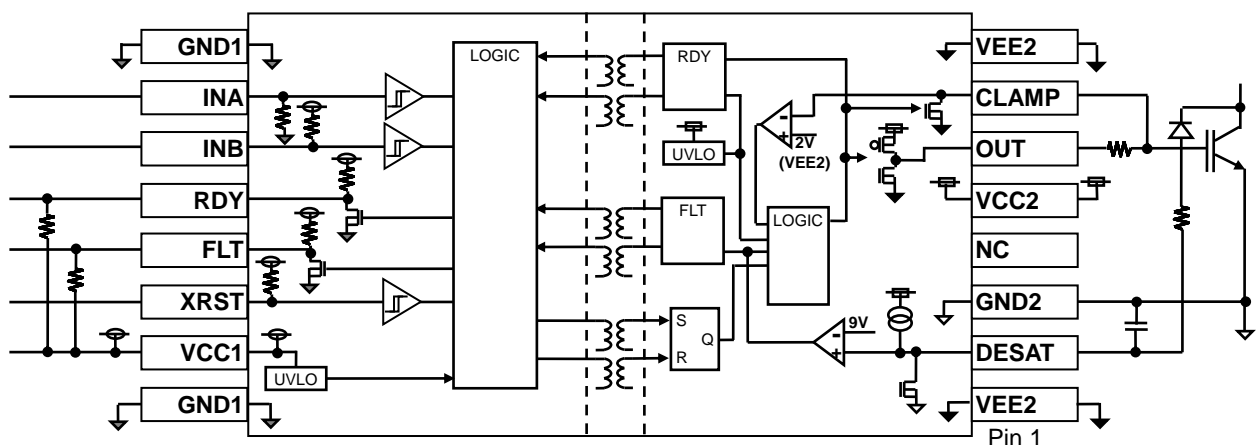 GND1
INA
INB
RDY
FLT
XRST
VCC1
GND1
UVLO
LOGIC
RDY
UVLO
FLT
S
R
Q
-
+
2V
(VEE2)
LOGIC
9V
-
+
VEE2
CLAMP
OUT
VCC2
NC
GND2
DESAT
VEE2
Pin 1